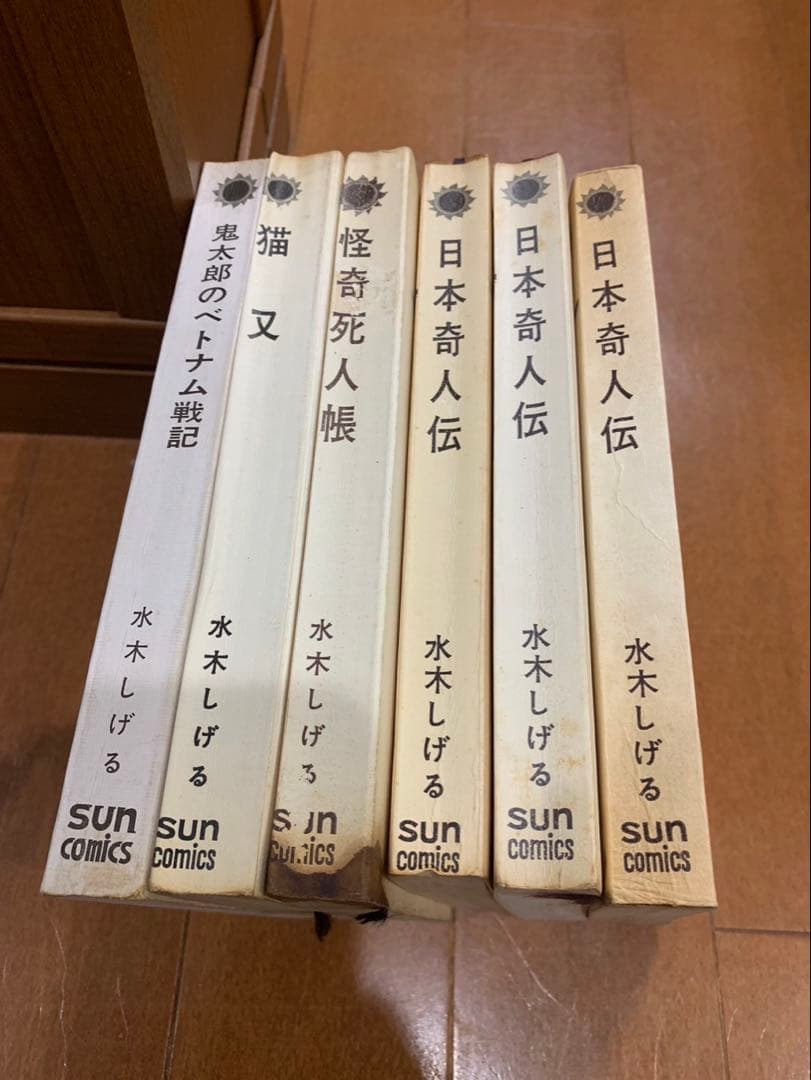 鬼太郎のベトナム戦記
水木しげる
sun
comics
猫又
水木しげる
sun
comics
怪奇死人帳
水木しげる
sun
comics
日本奇人伝
水木しげる
sun
comics
日本奇人伝
水木しげる
sun
comics
日本奇人伝
水木しげる
sun
comics